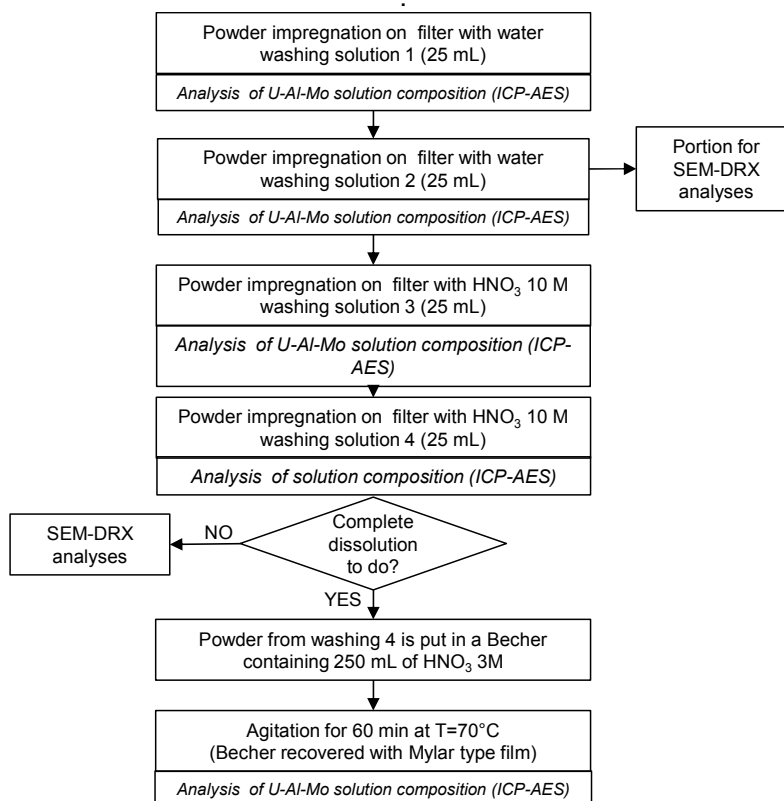 Powder impregnation on filter with water
washing solution 1 (25 mL)
Analysis of U-Al-Mo solution composition (ICP-AES)
Powder impregnation on filter with water
washing solution 2 (25 mL)
Analysis of U-Al-Mo solution composition (ICP-AES)
Portion for
SEM-DRX
analyses
Powder impregnation on filter with HNO₃ 10 M
washing solution 3 (25 mL)
Analysis of U-Al-Mo solution composition (ICP-
AES)
Powder impregnation on filter with HNO₃ 10 M
washing solution 4 (25 mL)
Analysis of solution composition (ICP-AES)
Complete
dissolution
to do?
NO
SEM-DRX
analyses
YES
Powder from washing 4 is put in a Becher
containing 250 mL of HNO₃ 3M
Agitation for 60 min at T=70°C
(Becher recovered with Mylar type film)
Analysis of U-Al-Mo solution composition (ICP-AES)